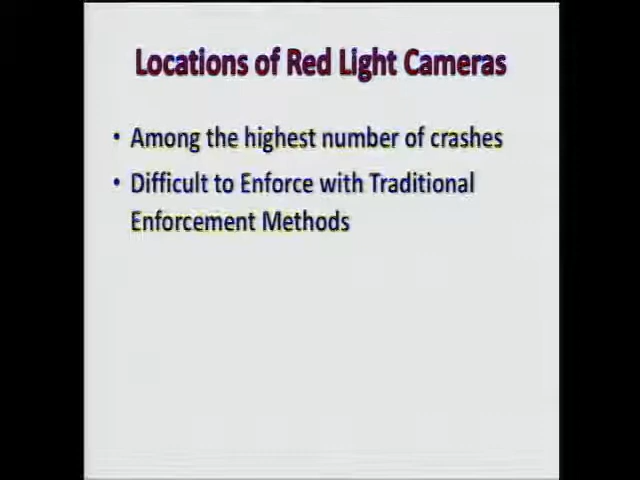 Locations of Red Light Cameras
• Among the highest number of crashes
• Difficult to Enforce with Traditional
Enforcement Methods